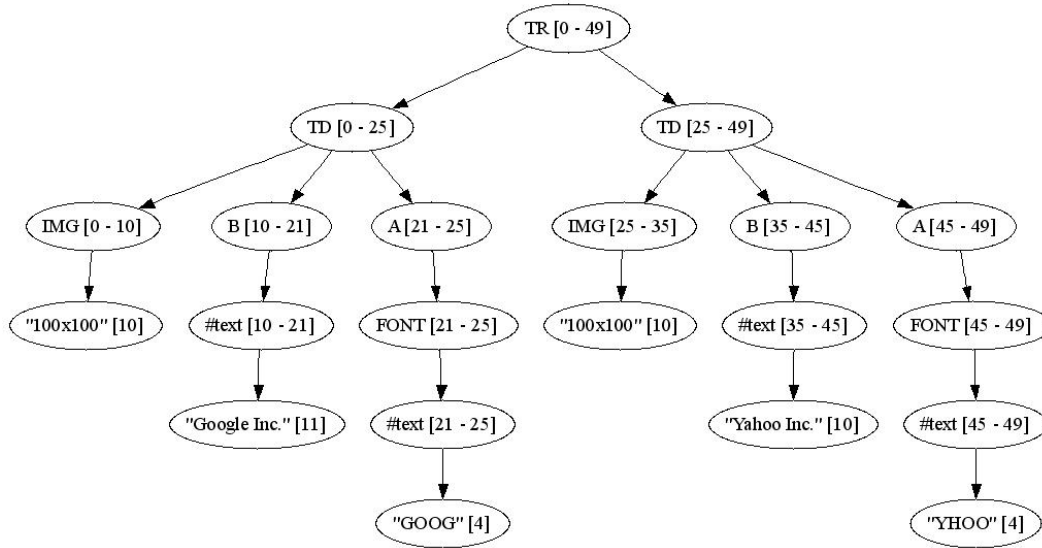 TR [0 - 49]
TD [0 - 25]
TD [25 - 49]
IMG [0 - 10]
B [10 - 21]
A [21 - 25]
IMG [25 - 35]
B [35 - 45]
A [45 - 49]
"100x100" [10]
#text [10 - 21]
FONT [21 - 25]
"100x100" [10]
#text [35 - 45]
FONT [45 - 49]
"Google Inc." [11]
#text [21 - 25]
"Yahoo Inc." [10]
#text [45 - 49]
"GOOG" [4]
"YHOO" [4]